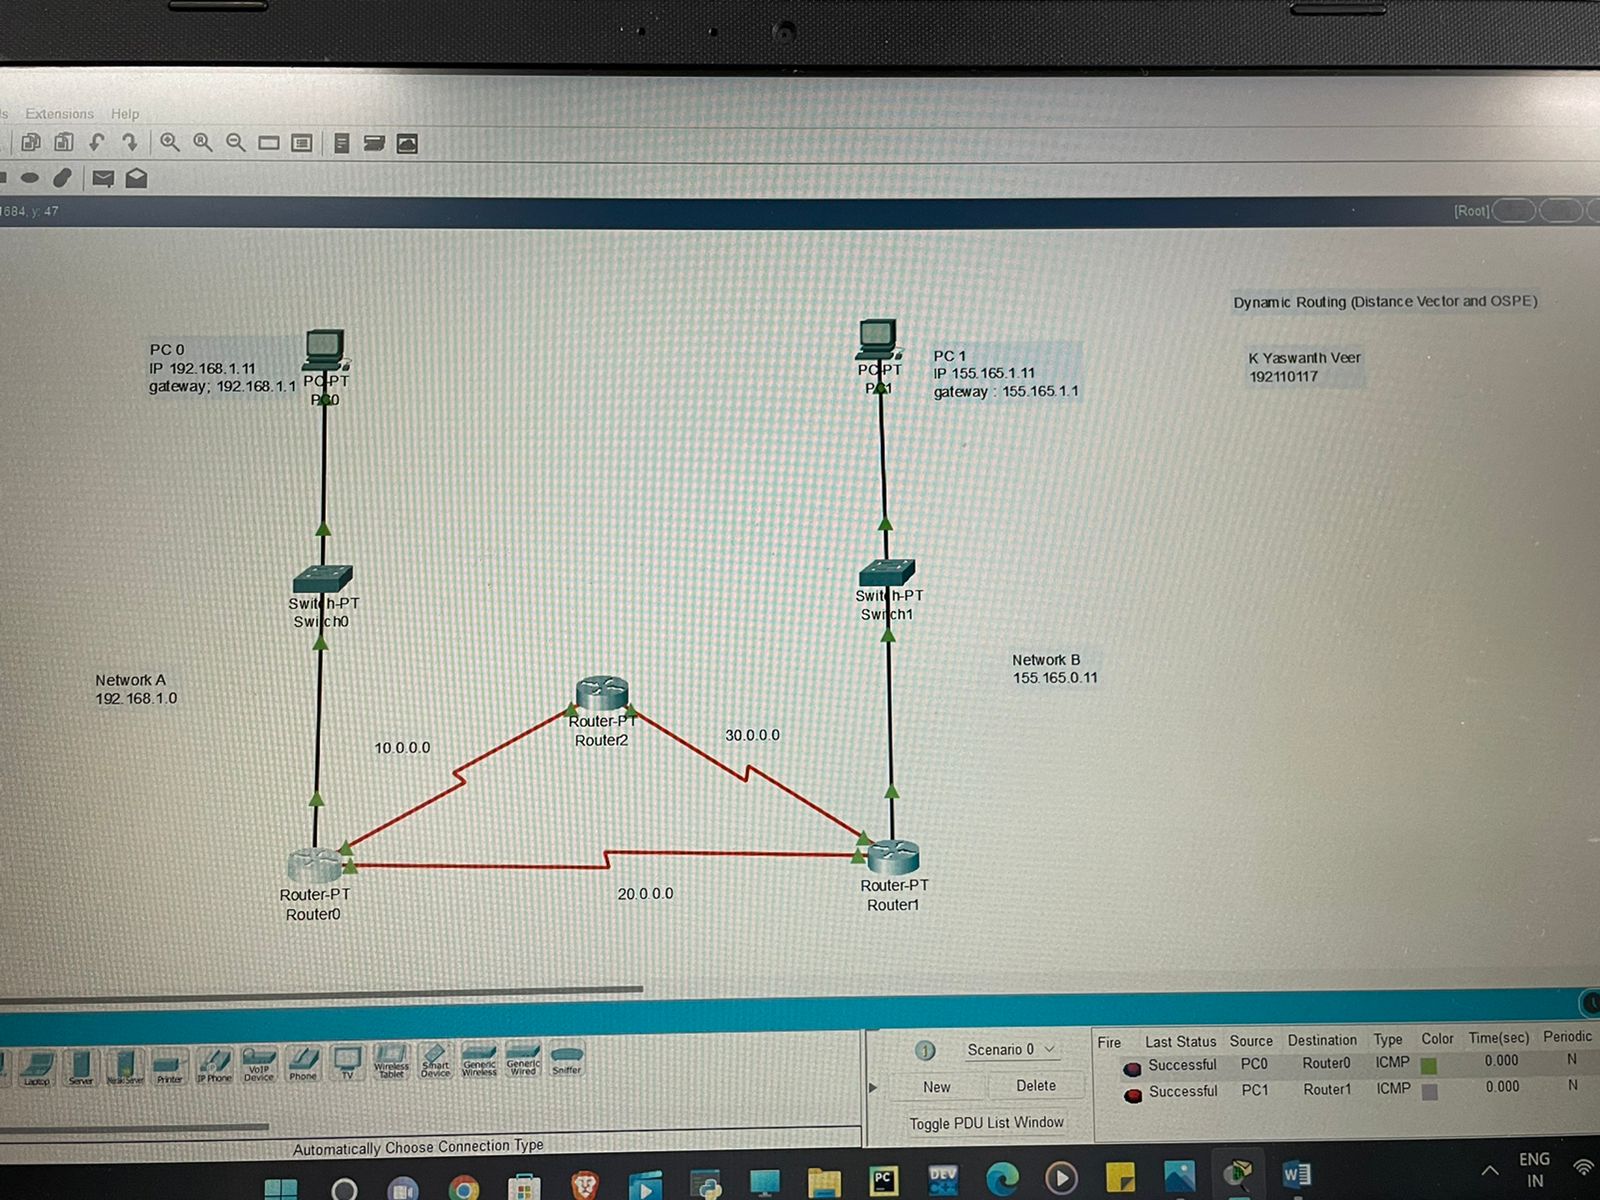 Extensions Help
y: 47
[Root]
Dynamic Routing (Distance Vector and OSPE)
K Yaswanth Veer
192110117
PC 0
IP 192.168.1.11
gateway; 192.168.1.1
PC-PT
PC0
PC-PT
PC1
PC 1
IP 155.165.1.11
gateway : 155.165.1.1
Switch-PT
Switch0
Switch-PT
Switch1
Network A
192.168.1.0
Network B
155.165.0.11
Router-PT
Router2
10.0.0.0
30.0.0.0
Router-PT
Router0
20.0.0.0
Router-PT
Router1
Laptop
Server
Meraki Server
Printer
IP Phone
VoIP Device
Phone
TV
Wireless Tablet
Smart Device
Generic Wireless
Generic Wired
Sniffer
Automatically Choose Connection Type
Scenario 0
New Delete
Toggle PDU List Window
Fire Last Status Source Destination Type Color Time(sec) Periodic
Successful PC0 Router0 ICMP 0.000 N
Successful PC1 Router1 ICMP 0.000 N
PC
DEV
W
ENG
IN